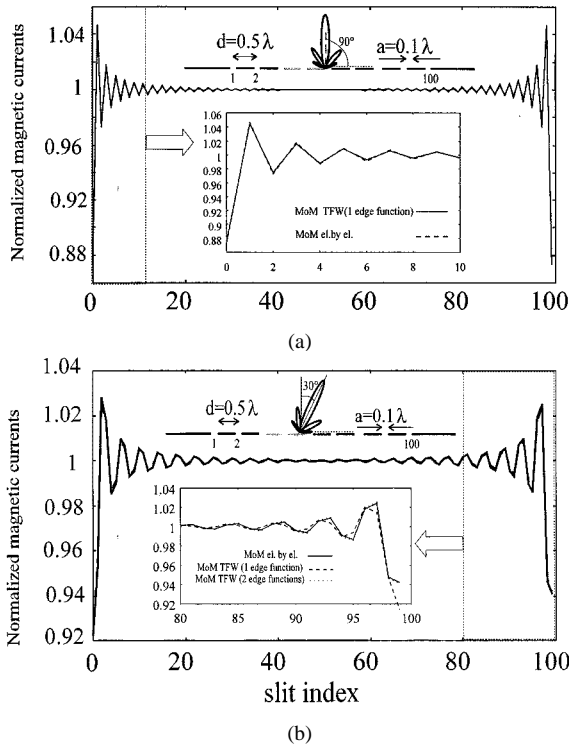 1.04
1
0.96
0.92
0.88
Normalized magnetic currents
d=0.5λ
1 2
90°
a=0.1λ
100
1.06
1.04
1.02
1
0.98
0.96
0.94
0.92
0.9
0.88
MoM TFW(1 edge function)
MoM el.by el.
0 2 4 6 8 10
0 20 40 60 80 100
(a)
1.04
1.02
1
0.98
0.96
0.94
0.92
Normalized magnetic currents
d=0.5λ
1 2
30°
a=0.1λ
100
1.04
1.02
1
0.98
0.96
0.94
0.92
MoM el. by el.
MoM TFW (1 edge function)
MoM TFW (2 edge functions)
80 85 90 95 100
0 20 40 60 80 100
slit index
(b)